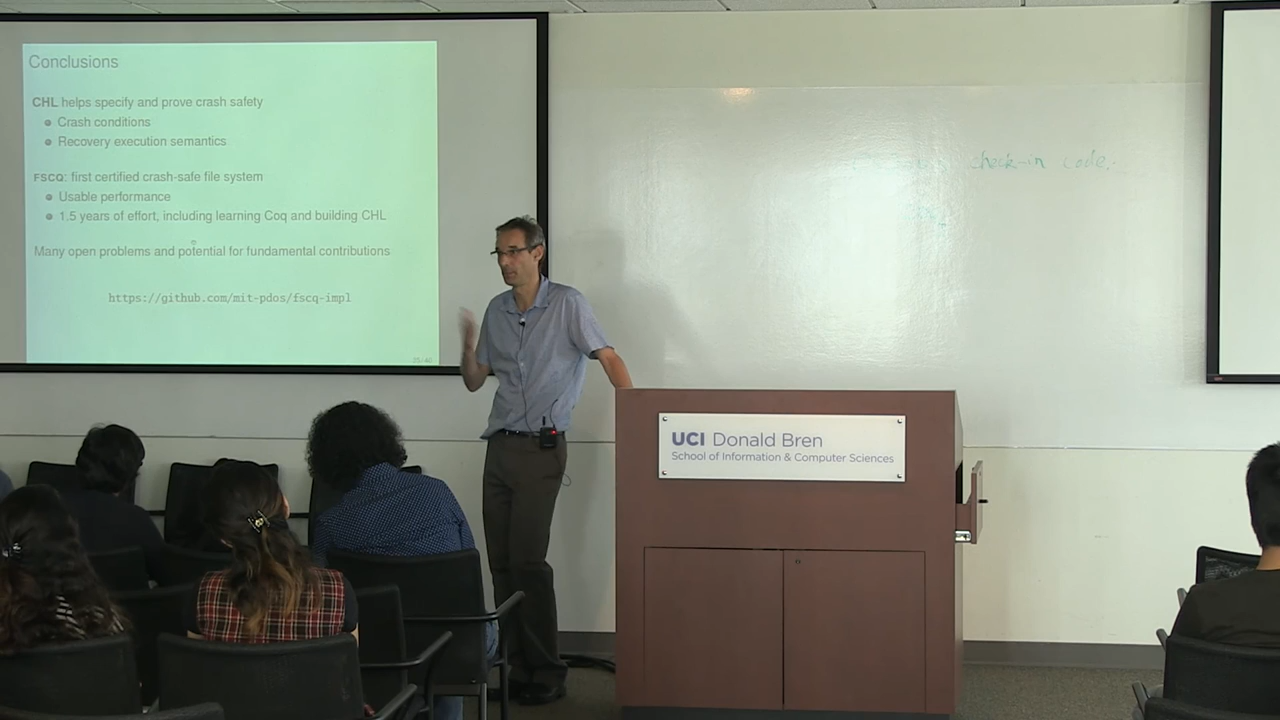 Conclusions
CHL helps specify and prove crash safety
Crash conditions
Recovery execution semantics
FSCQ: first certified crash-safe file system
Usable performance
1.5 years of effort, including learning Coq and building CHL
Many open problems and potential for fundamental contributions
https://github.com/mit-pdos/fscq-impl
check-in code.
UCI Donald Bren
School of Information & Computer Sciences